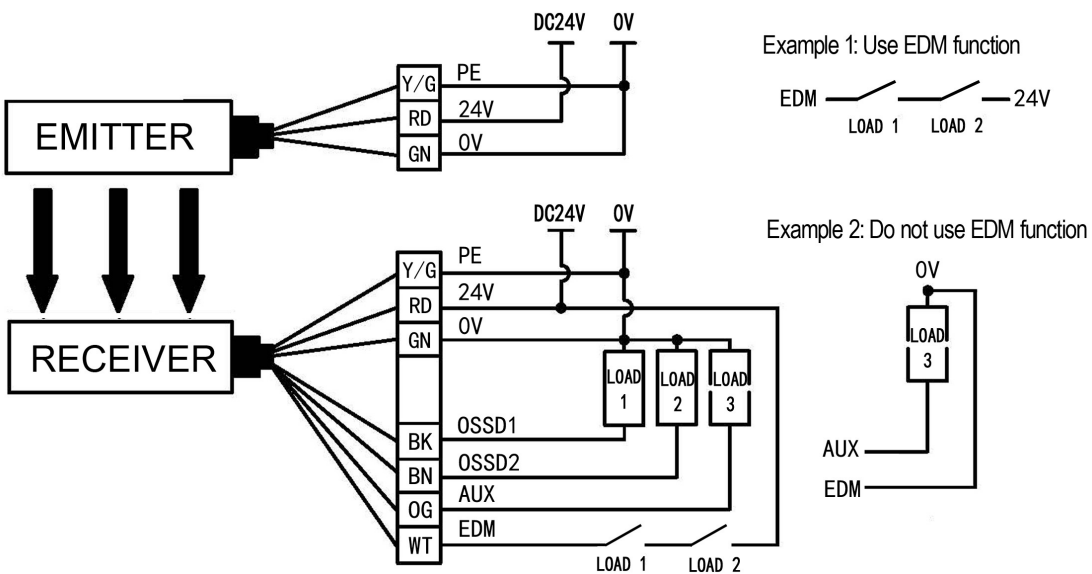 DC24V 0V
Y/G PE
RD 24V
GN 0V
EMITTER
Example 1: Use EDM function
EDM 24V
LOAD 1 LOAD 2
DC24V 0V
Y/G PE
RD 24V
GN 0V
RECEIVER
LOAD 1
LOAD 2
LOAD 3
BK OSSD1
BN OSSD2
OG AUX
WT EDM
LOAD 1 LOAD 2
Example 2: Do not use EDM function
0V
LOAD
3
AUX
EDM